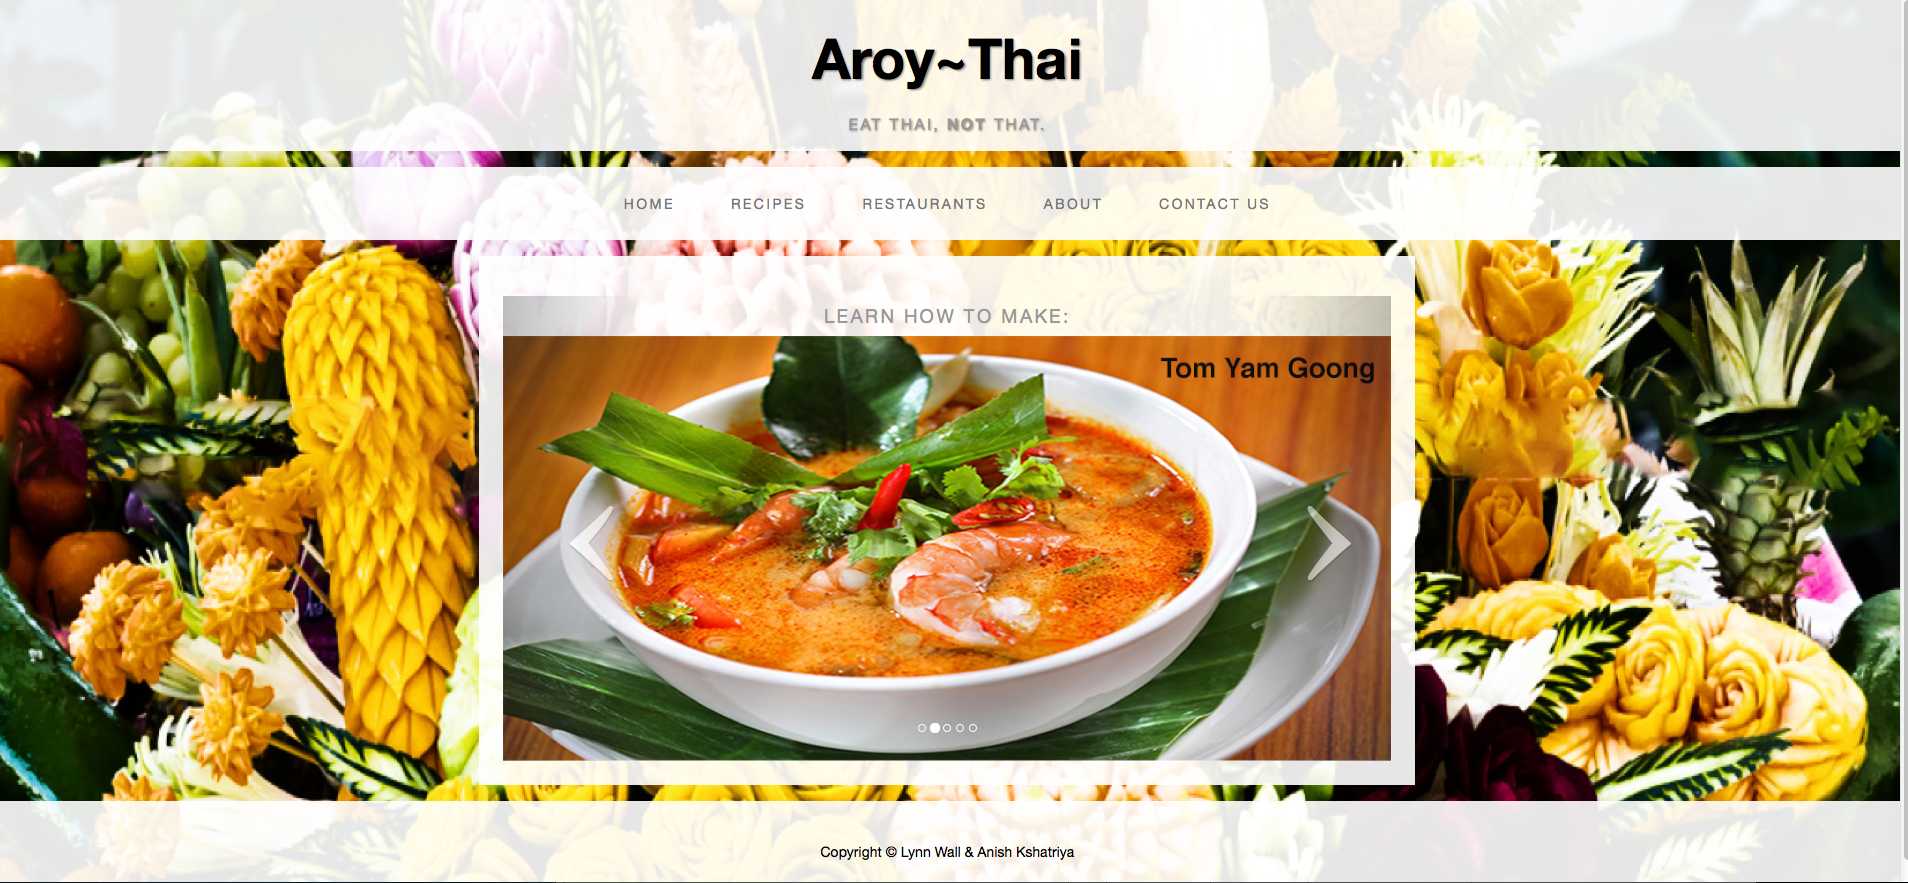 Aroy~Thai
EAT THAI, NOT THAT.
HOME RECIPES RESTAURANTS ABOUT CONTACT US
LEARN HOW TO MAKE:
Tom Yam Goong
Copyright © Lynn Wall & Anish Kshatriya